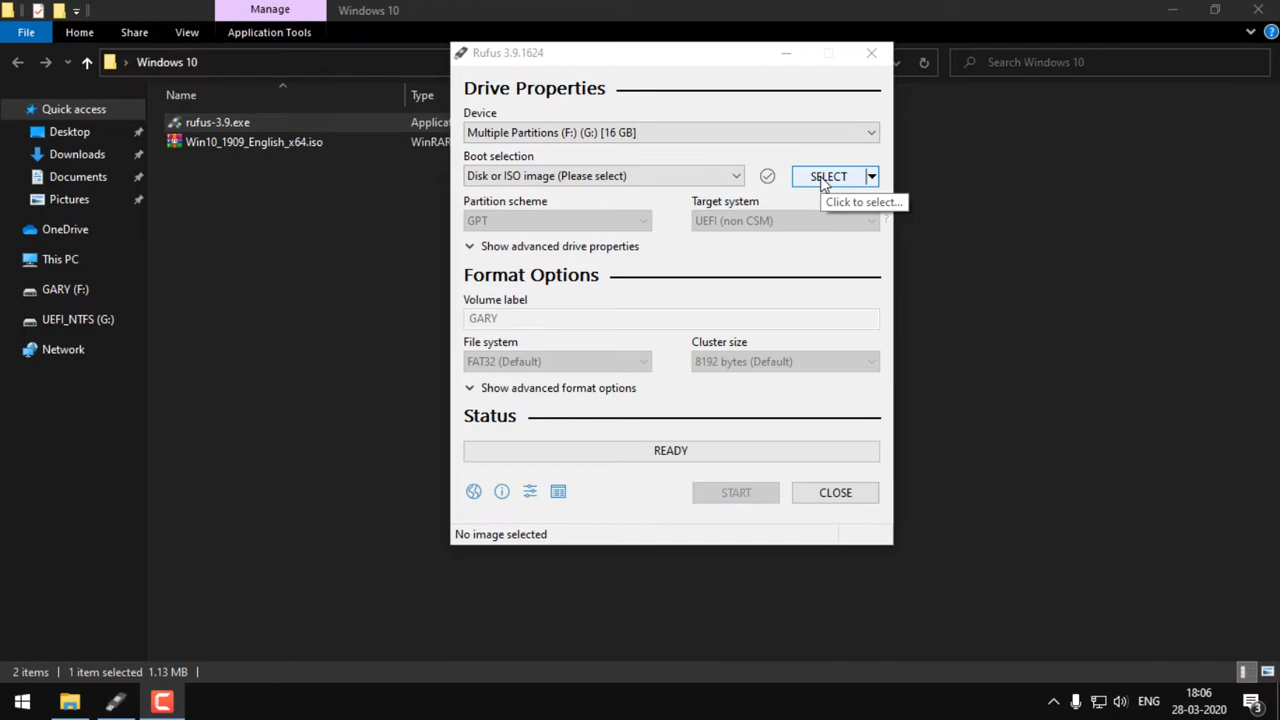 Manage
Windows 10
File
Home
Share
View
Application Tools
Windows 10
Search Windows 10
Quick access
Desktop
Downloads
Documents
Pictures
OneDrive
This PC
GARY (F:)
UEFI_NTFS (G:)
Network
Name
Type
rufus-3.9.exe
Applica
Win10_1909_English_x64.iso
WinRAR
Rufus 3.9.1624
Drive Properties
Device
Multiple Partitions (F:) (G:) [16 GB]
Boot selection
Disk or ISO image (Please select)
SELECT
Click to select...
Partition scheme
Target system
GPT
UEFI (non CSM)
?
Show advanced drive properties
Format Options
Volume label
GARY
File system
Cluster size
FAT32 (Default)
8192 bytes (Default)
Show advanced format options
Status
READY
START
CLOSE
No image selected
2 items
1 item selected 1.13 MB
ENG
18:06
28-03-2020
3